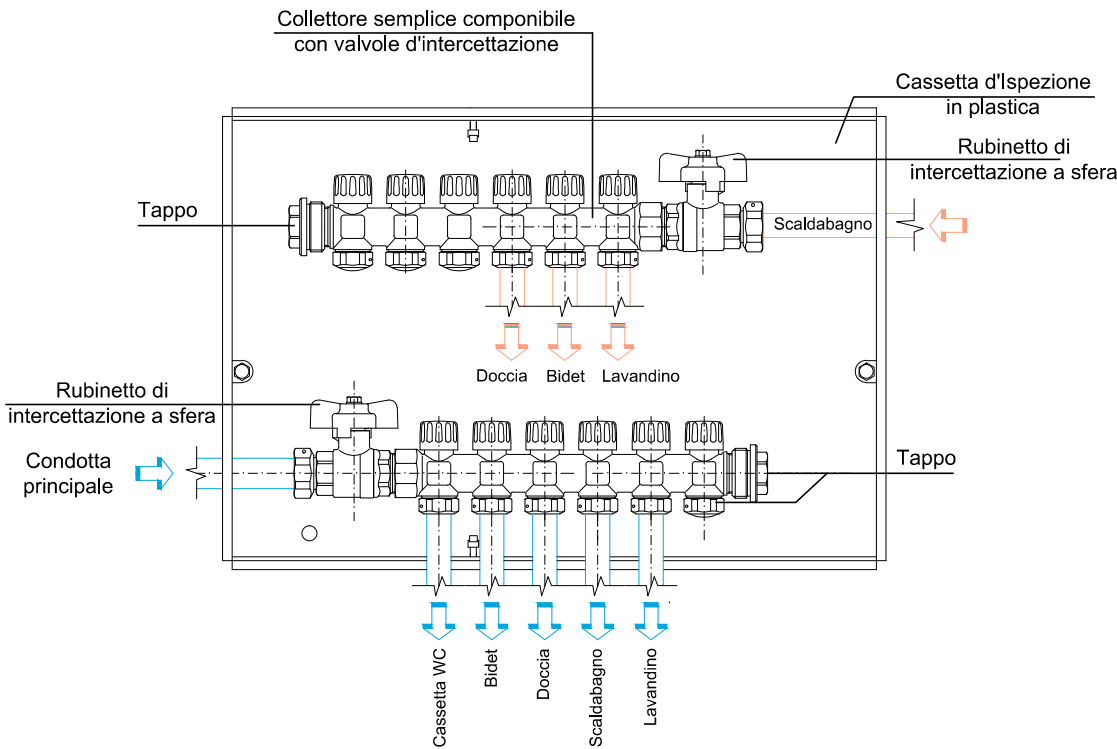 Collettore semplice componibile
con valvole d'intercettazione
Cassetta d'Ispezione
in plastica
Rubinetto di
intercettazione a sfera
Tappo
Scaldabagno
Doccia
Bidet
Lavandino
Rubinetto di
intercettazione a sfera
Condotta
principale
Tappo
Cassetta WC
Bidet
Doccia
Scaldabagno
Lavandino